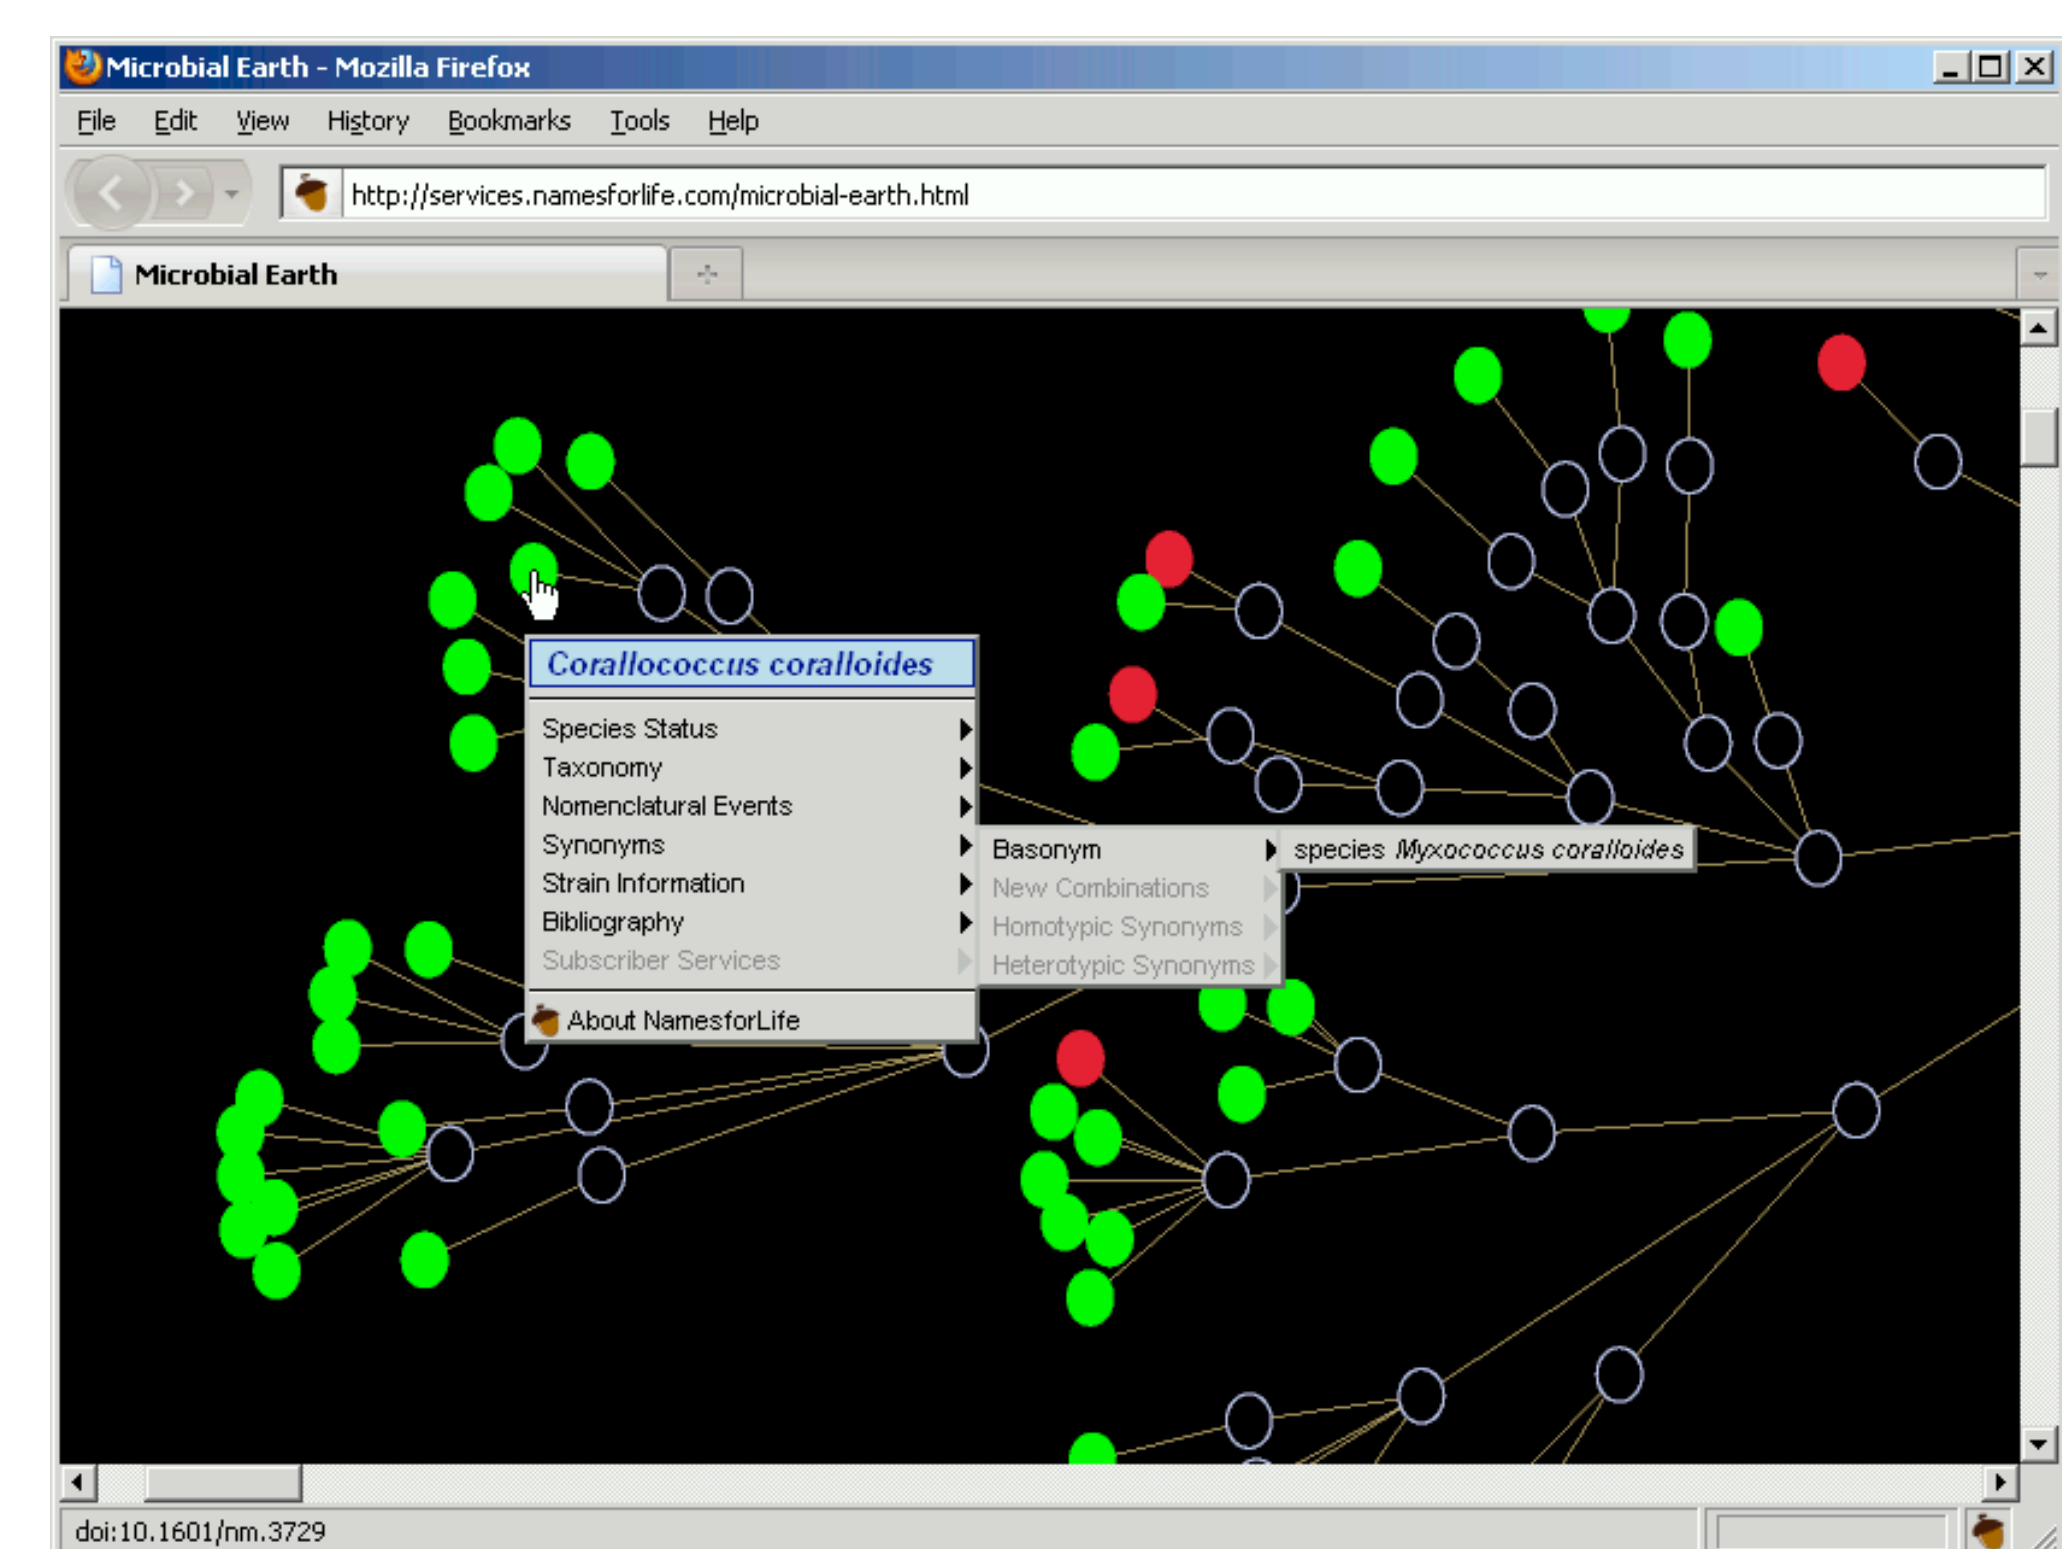 Microbial Earth - Mozilla Firefox
File Edit View History Bookmarks Tools Help
http://services.namesforlife.com/microbial-earth.html
Microbial Earth
Corallococcus coralloides
Species Status
Taxonomy
Nomenclatural Events
Synonyms
Strain Information
Bibliography
Subscriber Services
About NamesforLife
Basonym
New Combinations
Homotypic Synonyms
Heterotypic Synonyms
species Myxococcus coralloides
doi:10.1601/nm.3729